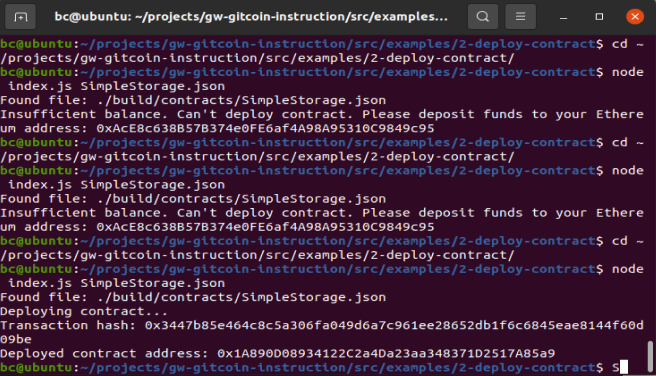 bc@ubuntu: ~/projects/gw-gitcoin-instruction/src/examples...
bc@ubuntu:~/projects/gw-gitcoin-instruction/src/examples/2-deploy-contract$ cd ~
/projects/gw-gitcoin-instruction/src/examples/2-deploy-contract/
bc@ubuntu:~/projects/gw-gitcoin-instruction/src/examples/2-deploy-contract$ node
 index.js SimpleStorage.json
Found file: ./build/contracts/SimpleStorage.json
Insufficient balance. Can't deploy contract. Please deposit funds to your Ethere
um address: 0xAcE8c638B57B374e0FE6af4A98A95310C9849c95
bc@ubuntu:~/projects/gw-gitcoin-instruction/src/examples/2-deploy-contract$ cd ~
/projects/gw-gitcoin-instruction/src/examples/2-deploy-contract/
bc@ubuntu:~/projects/gw-gitcoin-instruction/src/examples/2-deploy-contract$ node
 index.js SimpleStorage.json
Found file: ./build/contracts/SimpleStorage.json
Insufficient balance. Can't deploy contract. Please deposit funds to your Ethere
um address: 0xAcE8c638B57B374e0FE6af4A98A95310C9849c95
bc@ubuntu:~/projects/gw-gitcoin-instruction/src/examples/2-deploy-contract$ cd ~
/projects/gw-gitcoin-instruction/src/examples/2-deploy-contract/
bc@ubuntu:~/projects/gw-gitcoin-instruction/src/examples/2-deploy-contract$ node
 index.js SimpleStorage.json
Found file: ./build/contracts/SimpleStorage.json
Deploying contract...
Transaction hash: 0x3447b85e464c8c5a306fa049d6a7c961ee28652db1f6c6845eae8144f60d
09be
Deployed contract address: 0x1A890D08934122C2a4Da23aa348371D2517A85a9
bc@ubuntu:~/projects/gw-gitcoin-instruction/src/examples/2-deploy-contract$ S